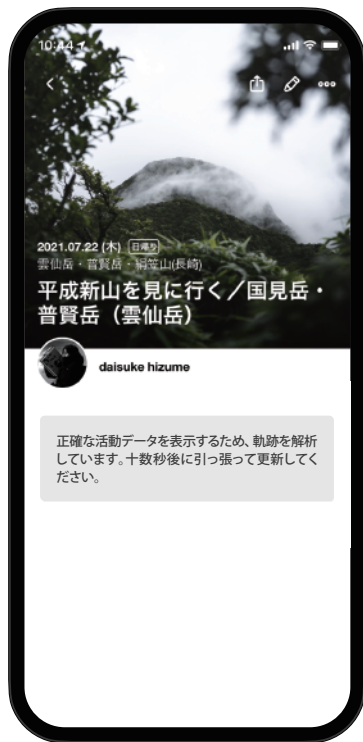 10:44
2021.07.22 (木) 日帰り
雲仙岳・普賢岳・絹笠山(長崎)
平成新山を見に行く／国見岳・
普賢岳（雲仙岳）
daisuke hizume
正確な活動データを表示するため、軌跡を解析
しています。十数秒後に引っ張って更新してく
ださい。